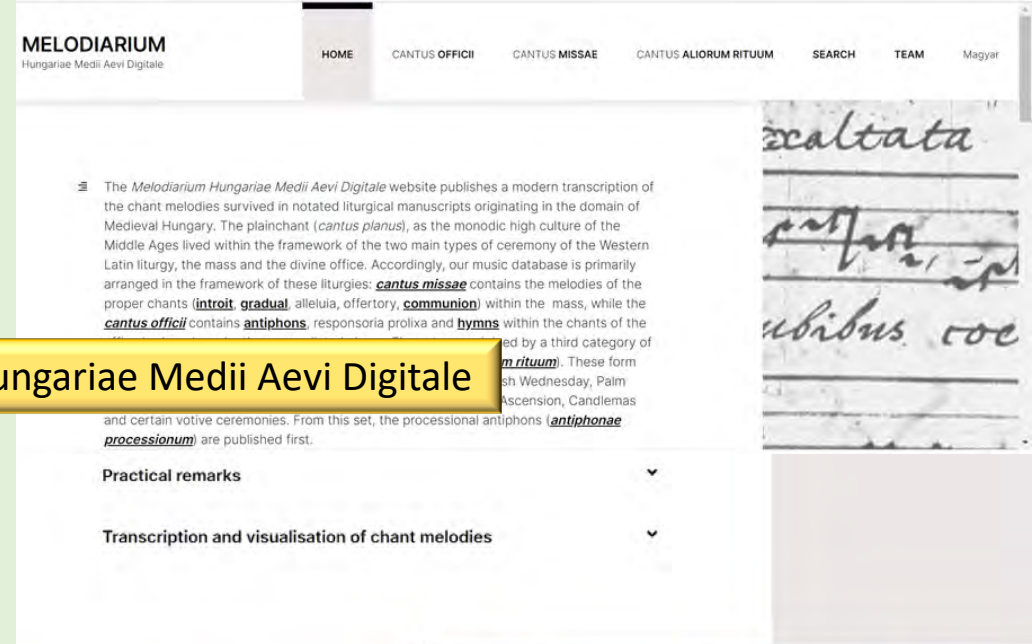 MELODIARIUM
Hungariae Medii Aevi Digitale
HOME CANTUS OFFICII CANTUS MISSAE CANTUS ALIORUM RITUUM SEARCH TEAM Magyar
The Melodiarium Hungariae Medii Aevi Digitale website publishes a modern transcription of
the chant melodies survived in notated liturgical manuscripts originating in the domain of
Medieval Hungary. The plainchant (cantus planus), as the monodic high culture of the
Middle Ages lived within the framework of the two main types of ceremony of the Western
Latin liturgy, the mass and the divine office. Accordingly, our music database is primarily
arranged in the framework of these liturgies: cantus missae contains the melodies of the
proper chants (introit, gradual, alleluia, offertory, communion) within the mass, while the
cantus officii contains antiphons, responsoria prolixa and hymns within the chants of the
by a third category of
rituum). These form
Wednesday, Palm
Ascension, Candlemas
and certain votive ceremonies. From this set, the processional antiphons (antiphonae
processionum) are published first.
ungariae Medii Aevi Digitale
Practical remarks
Transcription and visualisation of chant melodies
exaltata
ubibus coe